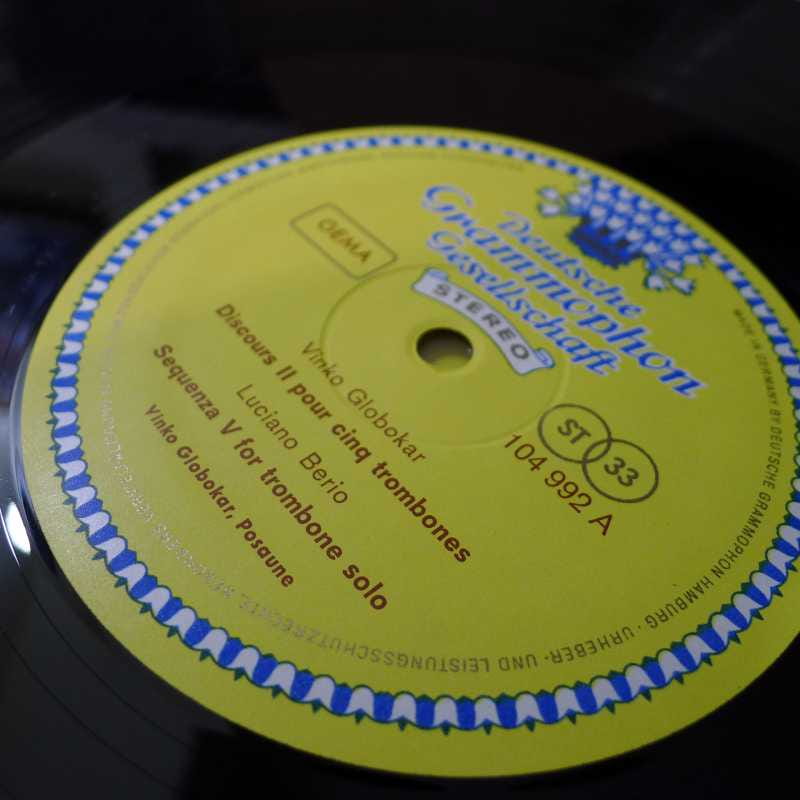 Deutsche
Grammophon
Gesellschaft
STEREO
GEMA
ST 33
104 992 A
Vinko Globokar
Discours II pour cinq trombones
Luciano Berio
Sequenza V for trombone solo
Vinko Globokar, Posaune
MADE IN GERMANY BY DEUTSCHE GRAMMOPHON HAMBURG · URHEBER- UND LEISTUNGSSCHUTZRECHTE